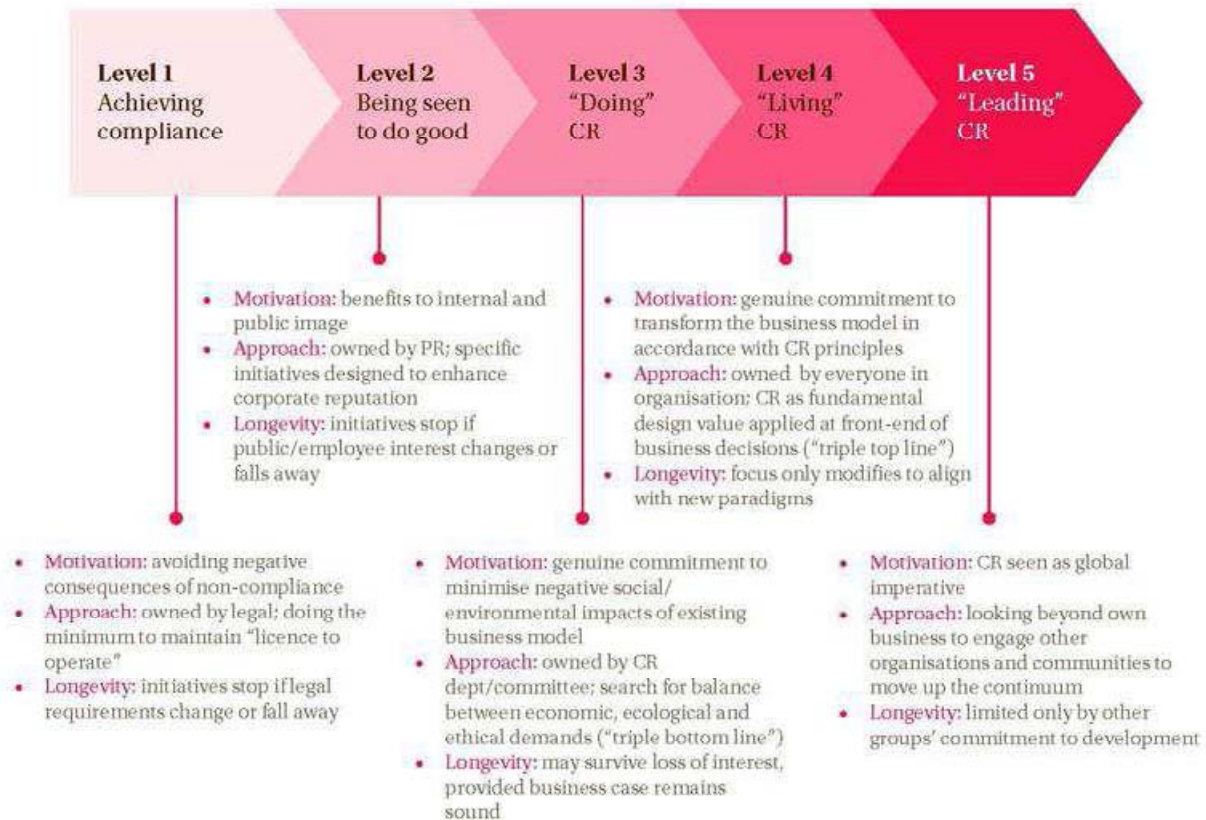 Level 1
Achieving
compliance
Level 2
Being seen
to do good
Level 3
“Doing”
CR
Level 4
“Living”
CR
Level 5
“Leading”
CR
• Motivation: benefits to internal and
public image
• Approach: owned by PR; specific
initiatives designed to enhance
corporate reputation
• Longevity: initiatives stop if
public/employee interest changes or
falls away
• Motivation: genuine commitment to
transform the business model in
accordance with CR principles
• Approach: owned by everyone in
organisation; CR as fundamental
design value applied at front-end of
business decisions (“triple top line”)
• Longevity: focus only modifies to align
with new paradigms
• Motivation: avoiding negative
consequences of non-compliance
• Approach: owned by legal; doing the
minimum to maintain “licence to
operate”
• Longevity: initiatives stop if legal
requirements change or fall away
• Motivation: genuine commitment to
minimise negative social/
environmental impacts of existing
business model
• Approach: owned by CR
dept/committee; search for balance
between economic, ecological and
ethical demands (“triple bottom line”)
• Longevity: may survive loss of interest,
provided business case remains
sound
• Motivation: CR seen as global
imperative
• Approach: looking beyond own
business to engage other
organisations and communities to
move up the continuum
• Longevity: limited only by other
groups’ commitment to development